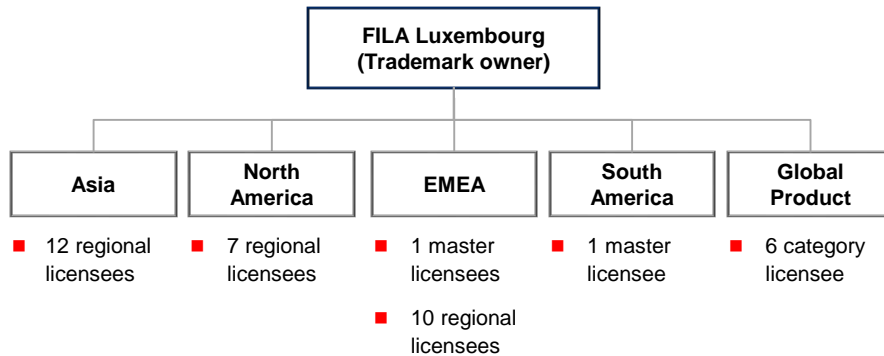 FILA Luxembourg
(Trademark owner)
Asia
North
America
EMEA
South
America
Global
Product
12 regional
licensees
7 regional
licensees
1 master
licensees
10 regional
licensees
1 master
licensee
6 category
licensee